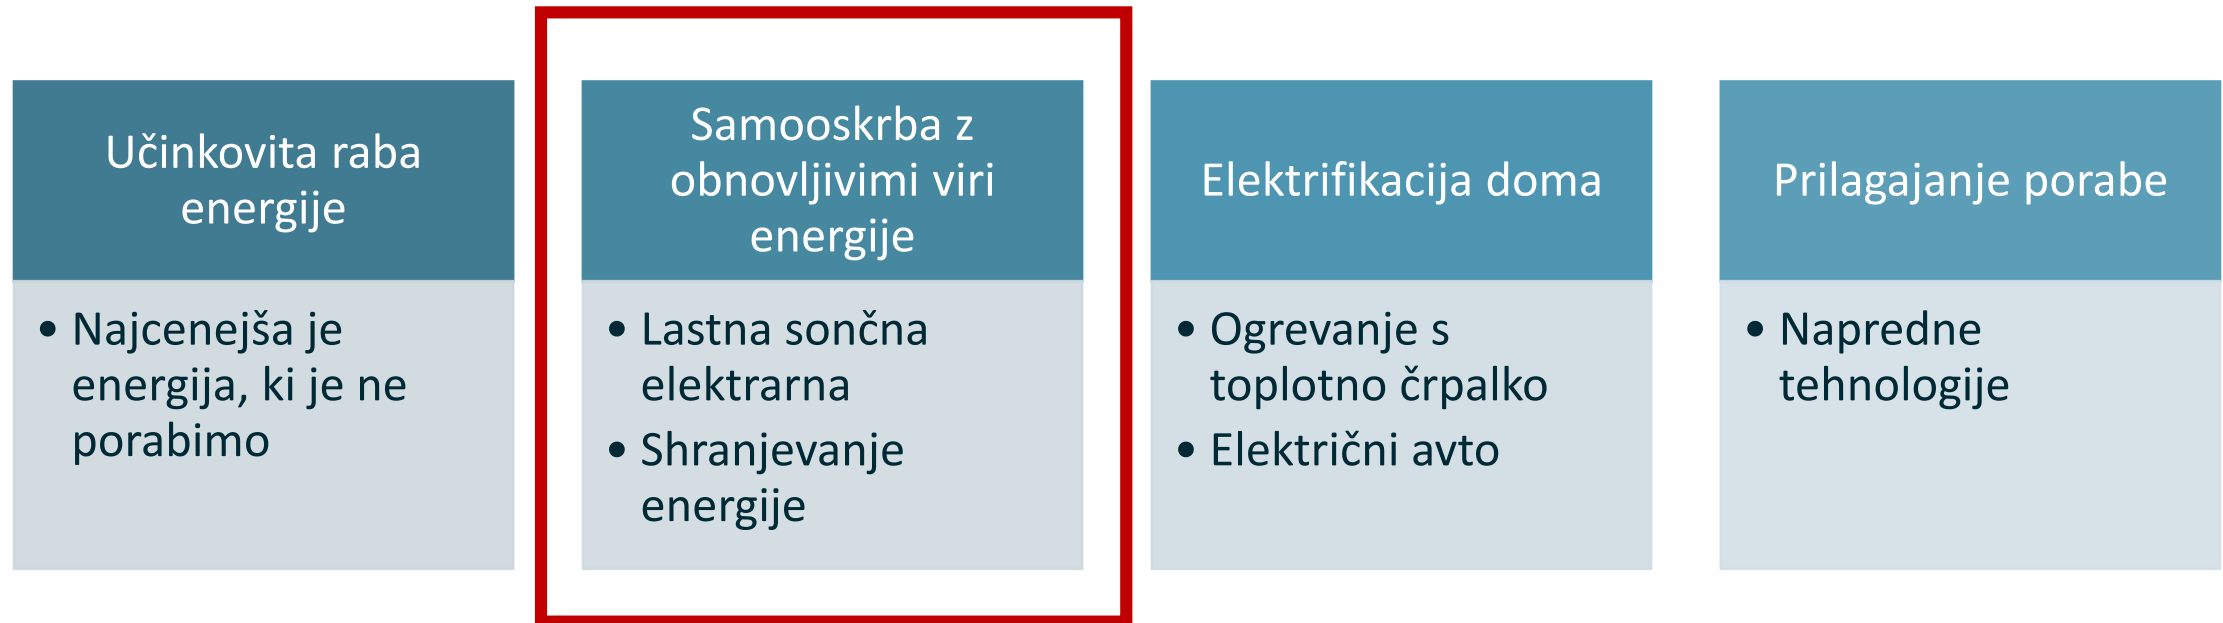 Učinkovita raba
energije
• Najcenejša je
energija, ki je ne
porabimo
Samooskrba z
obnovljivimi viri
energije
• Lastna sončna
elektrarna
• Shranjevanje
energije
Elektrifikacija doma
• Ogrevanje s
toplotno črpalko
• Električni avto
Prilagajanje porabe
• Napredne
tehnologije